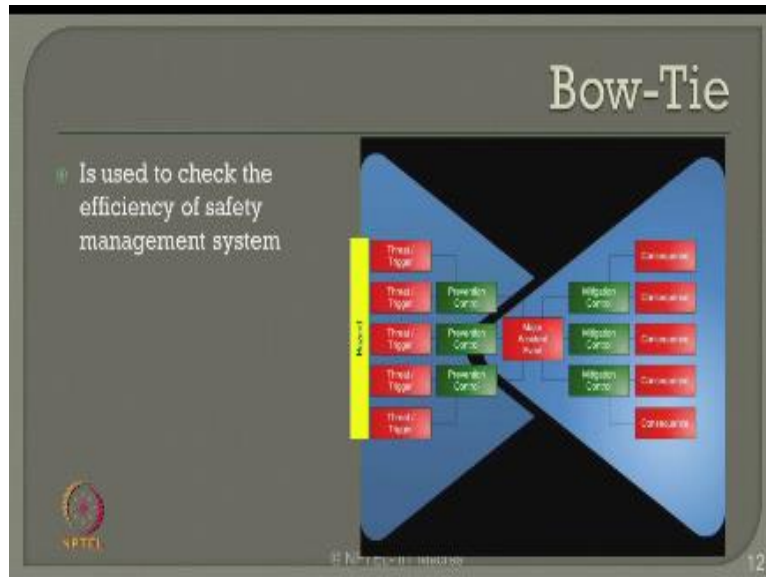 Bow-Tie
Is used to check the
efficiency of safety
management system
Hazard
Threat /
Trigger
Threat /
Trigger
Threat /
Trigger
Threat /
Trigger
Threat /
Trigger
Prevention
Control
Prevention
Control
Prevention
Control
Major
Accident
Event
Mitigation
Control
Mitigation
Control
Mitigation
Control
Consequence
Consequence
Consequence
Consequence
Consequence
NPTEL
12